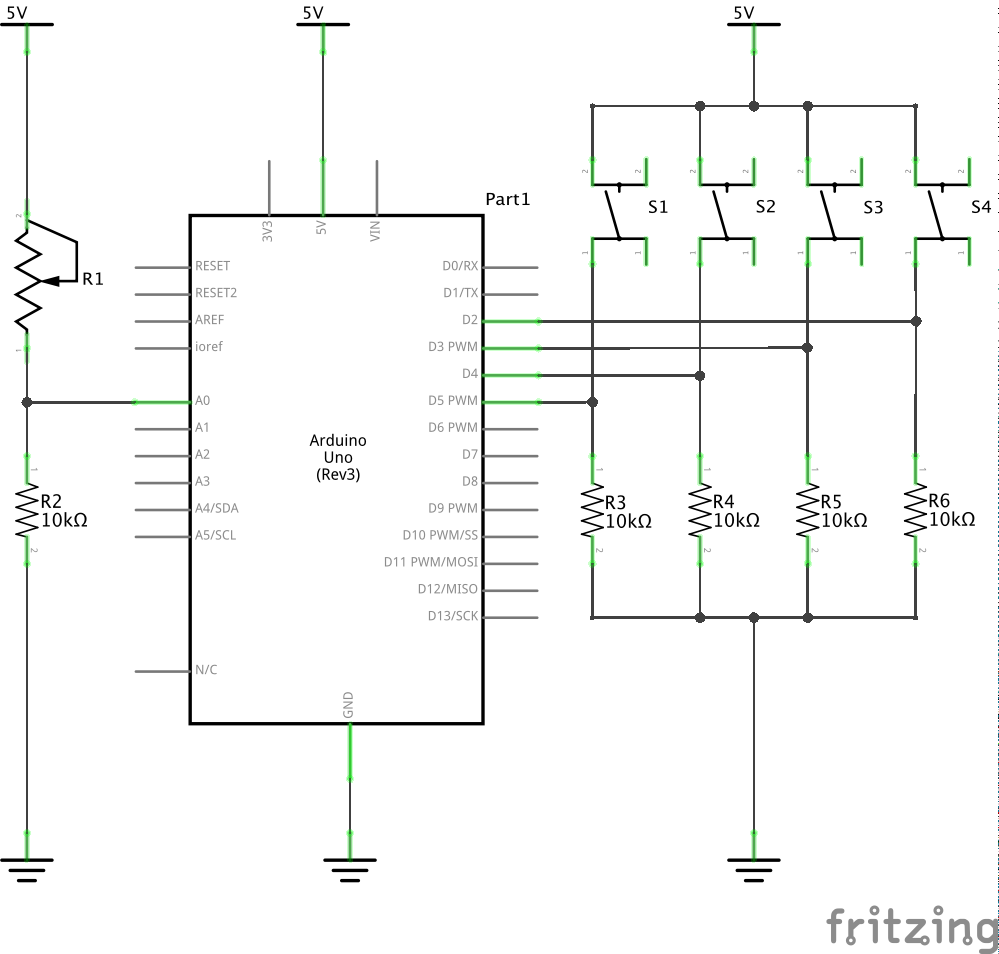 5V
5V
5V
2
R1
1
Part1
3V3
5V
VIN
RESET
RESET2
AREF
ioref
A0
A1
A2
A3
A4/SDA
A5/SCL
N/C
Arduino
Uno
(Rev3)
GND
D0/RX
D1/TX
D2
D3 PWM
D4
D5 PWM
D6 PWM
D7
D8
D9 PWM
D10 PWM/SS
D11 PWM/MOSI
D12/MISO
D13/SCK
2
2
S1
1
1
2
2
S2
1
1
2
2
S3
1
1
2
2
S4
1
1
1
R2
10kΩ
2
1
R3
10kΩ
2
1
R4
10kΩ
2
1
R5
10kΩ
2
1
R6
10kΩ
2
fritzing